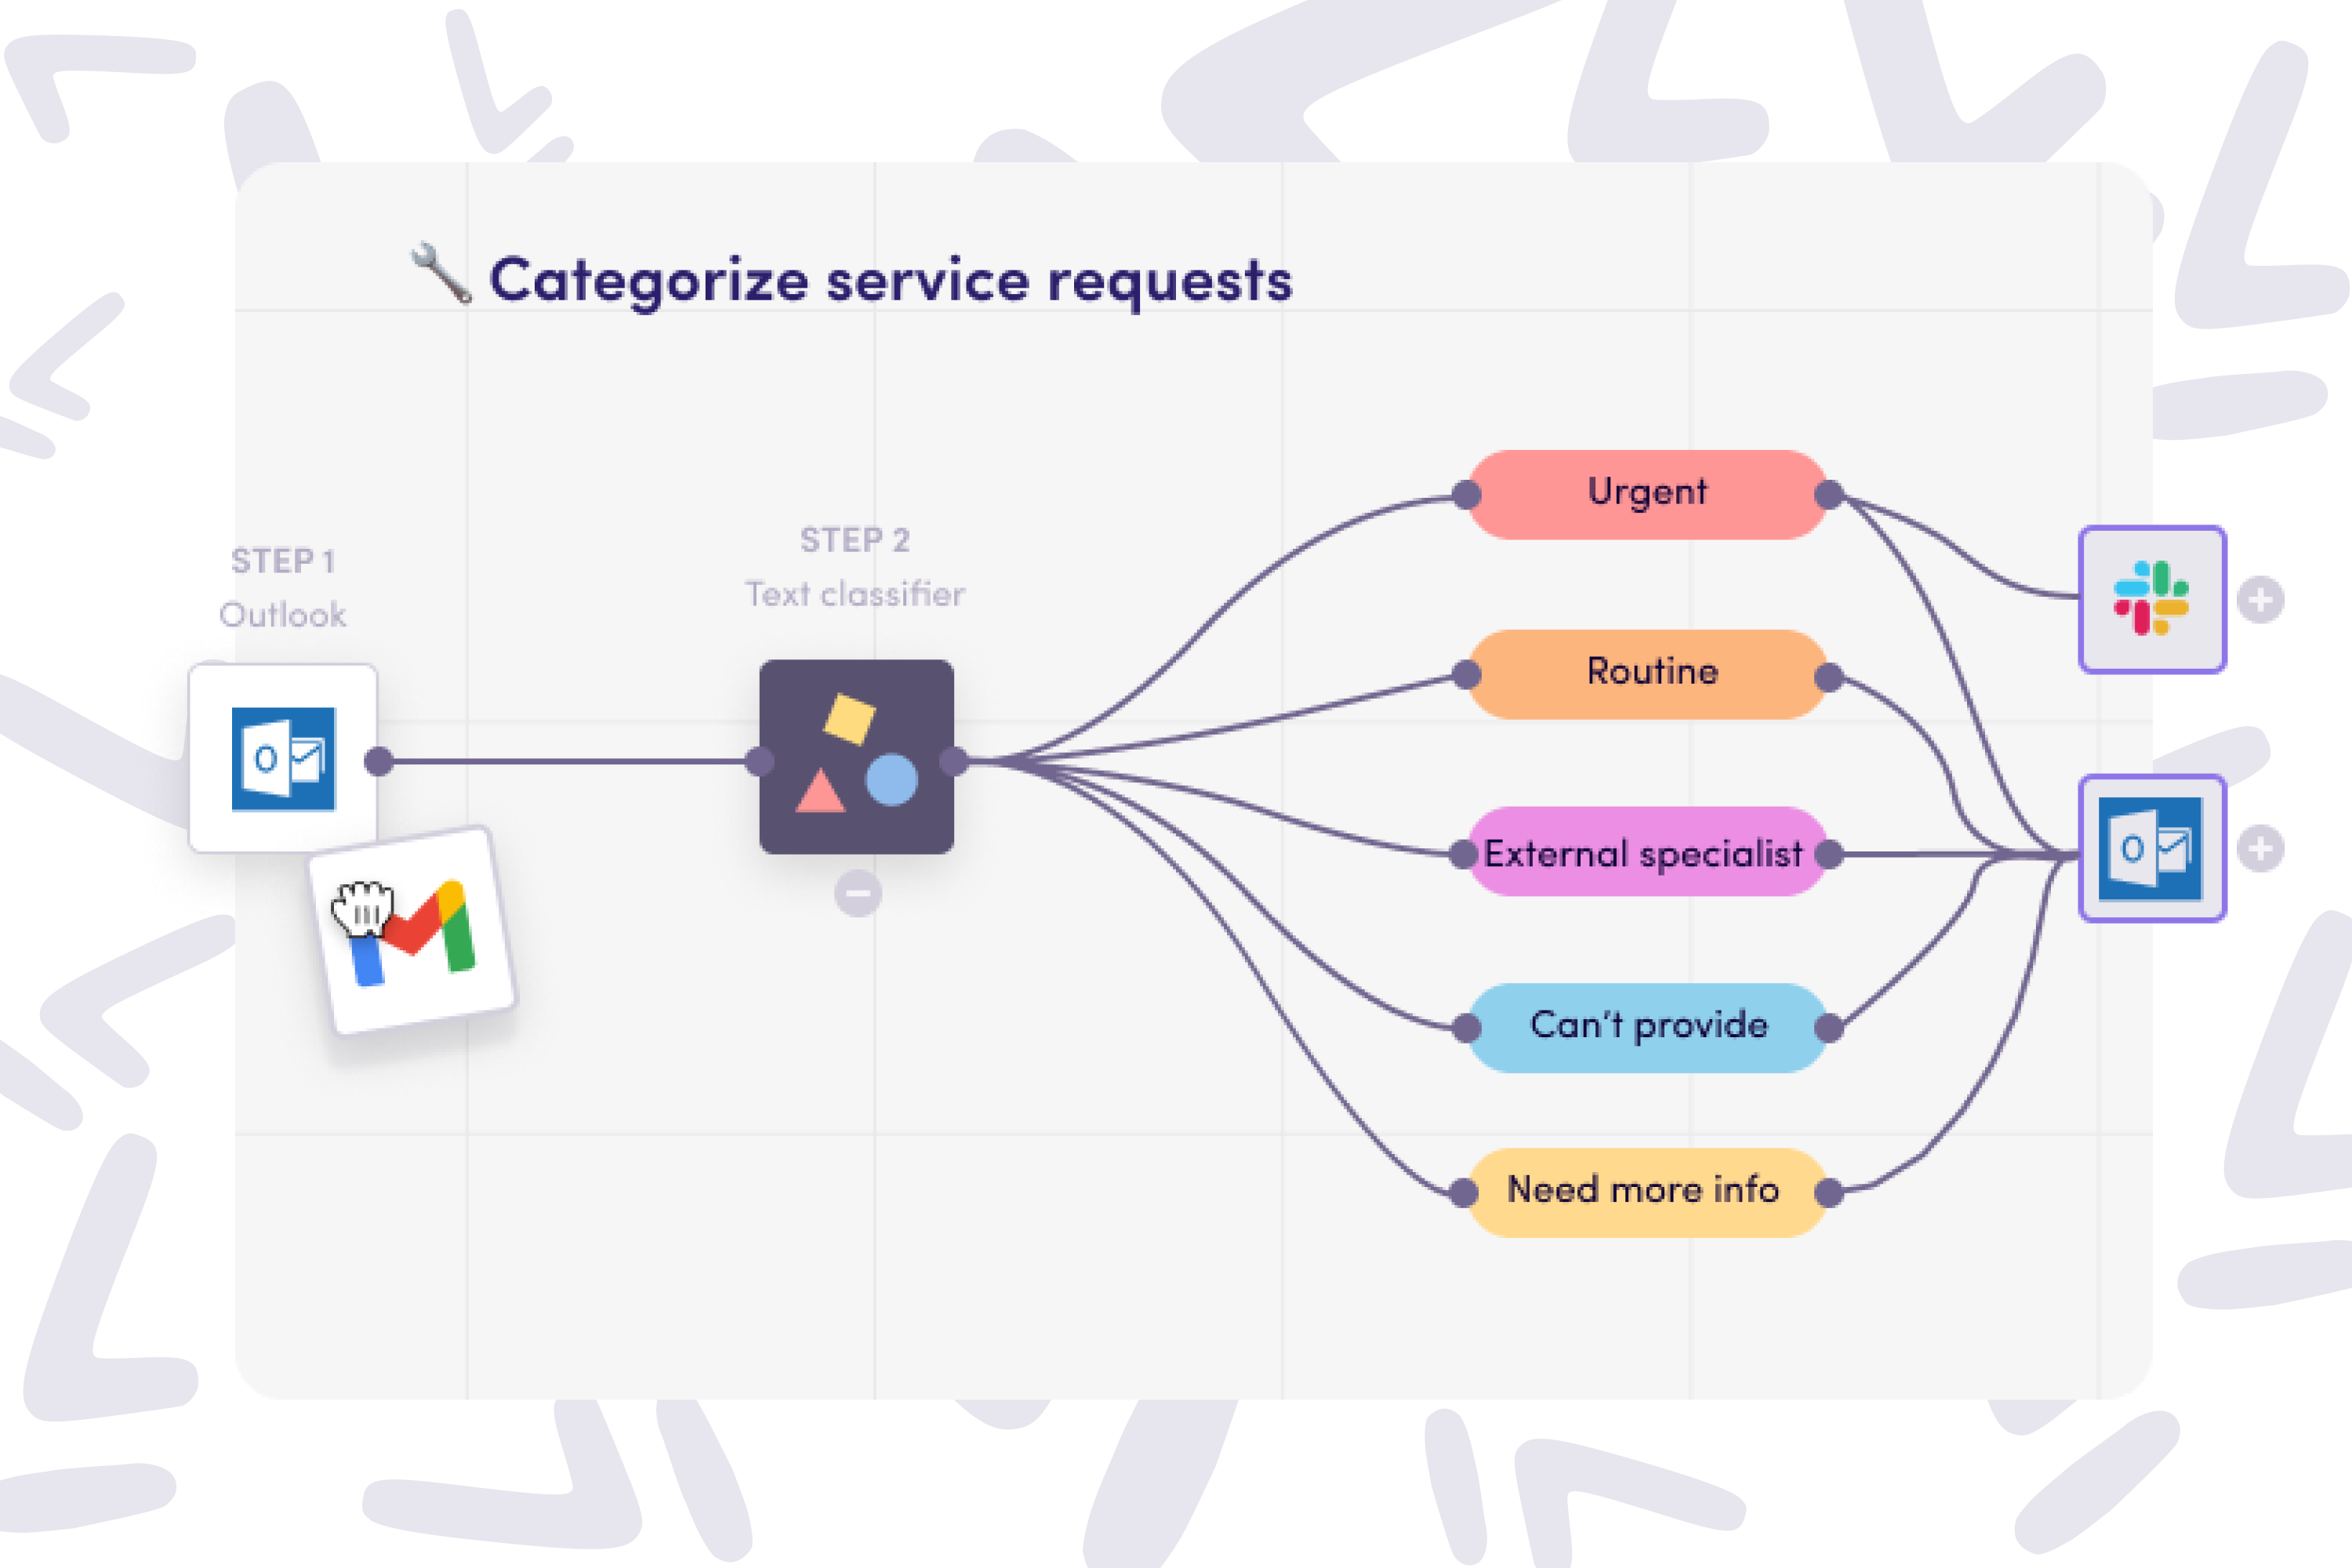 Categorize service requests
STEP 1
Outlook
STEP 2
Text classifier
Urgent
Routine
External specialist
Can't provide
Need more info